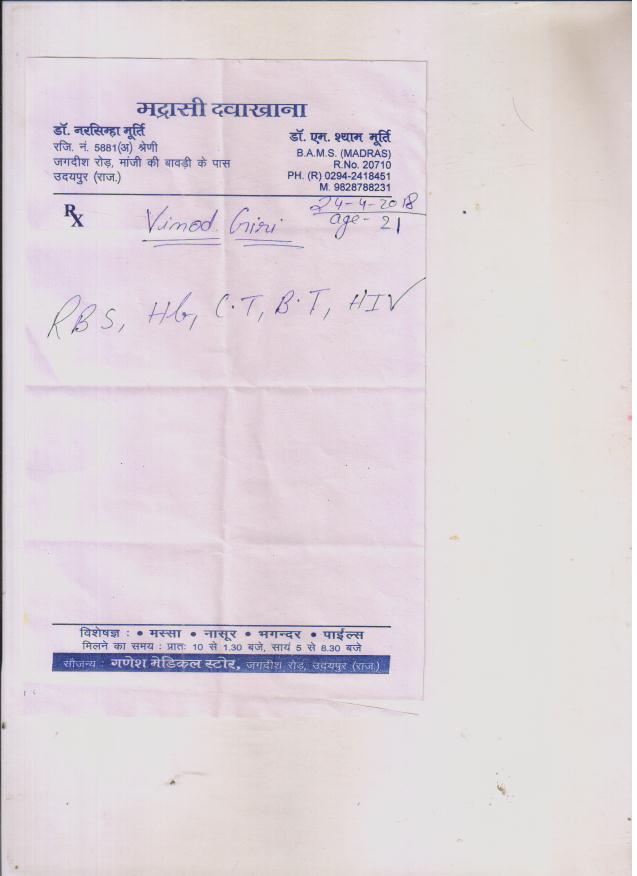 मद्रासी दवाखाना
डॉ. नरसिम्हा मूर्ति
रजि. नं. 5881(अ) श्रेणी
जगदीश रोड़, मांजी की बावड़ी के पास
उदयपुर (राज.)
डॉ. एम. श्याम मूर्ति
B.A.M.S. (MADRAS)
R.No. 20710
PH. (R) 0294-2418451
M. 9828788231
24-4-2018
Rx Vinod Giri age- 21
RBS, Hb, C.T, B.T, HIV
विशेषज्ञ : • मस्सा • नासूर • भगन्दर • पाईल्स
मिलने का समय : प्रातः 10 से 1.30 बजे, सायं 5 से 8.30 बजे
सौजन्य : गणेश मेडिकल स्टोर, जगदीश रोड़, उदयपुर (राज.)